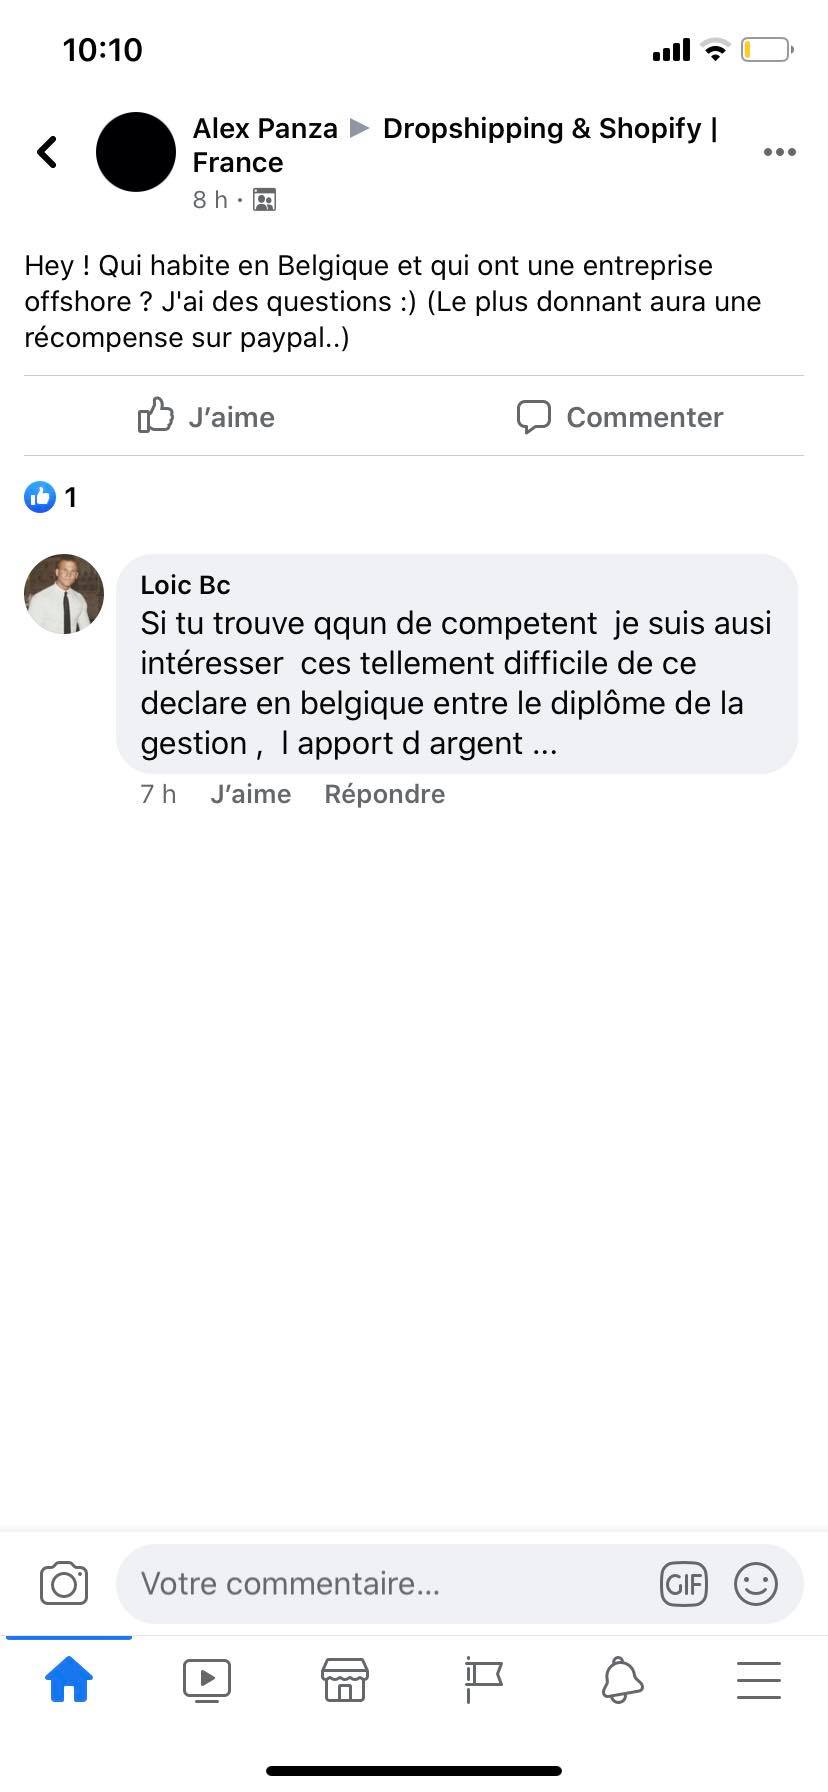 10:10
Alex Panza ▶ Dropshipping & Shopify |
France
8 h ·
Hey ! Qui habite en Belgique et qui ont une entreprise
offshore ? J'ai des questions :) (Le plus donnant aura une
récompense sur paypal..)
J’aime Commenter
1
Loic Bc
Si tu trouve qqun de competent  je suis ausi
intéresser  ces tellement difficile de ce
declare en belgique entre le diplôme de la
gestion ,  l apport d argent ...
7 h J’aime Répondre
Votre commentaire...
GIF